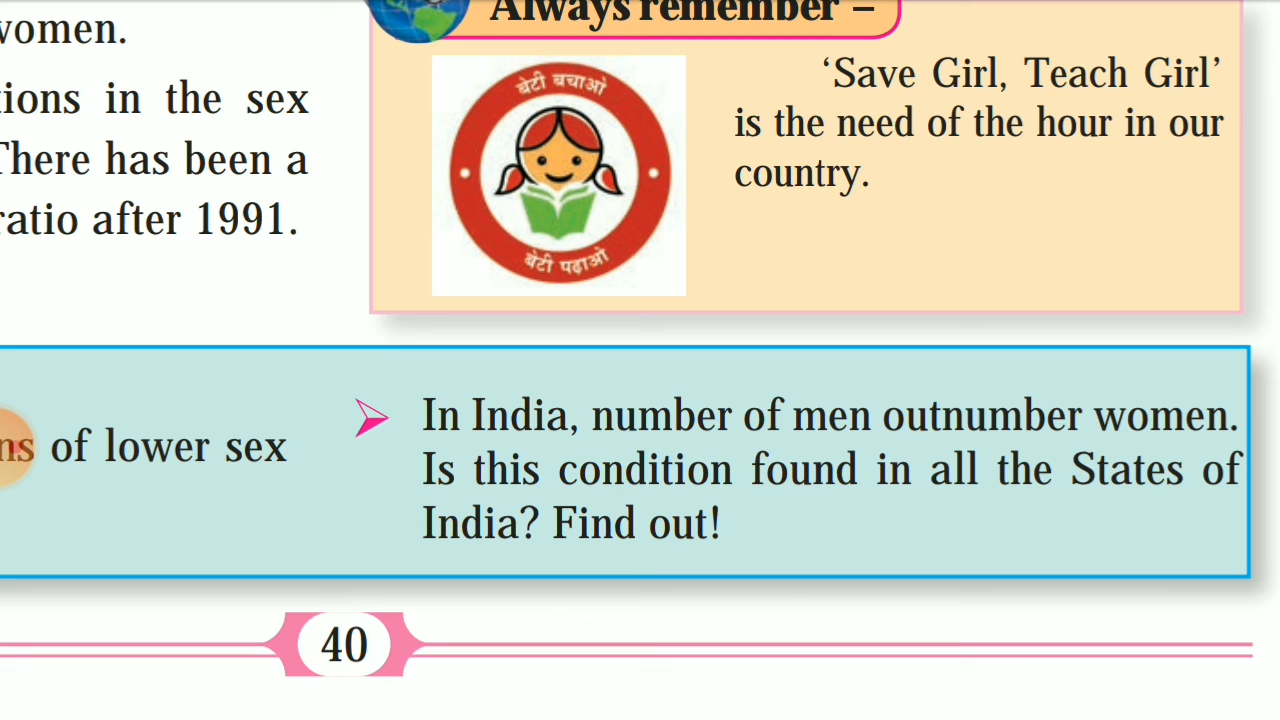 women.
tions in the sex
There has been a
ratio after 1991.
Always remember –
बेटी बचाओ
बेटी पढ़ाओ
‘Save Girl, Teach Girl’
is the need of the hour in our
country.
ns of lower sex
In India, number of men outnumber women.
Is this condition found in all the States of
India? Find out!
40